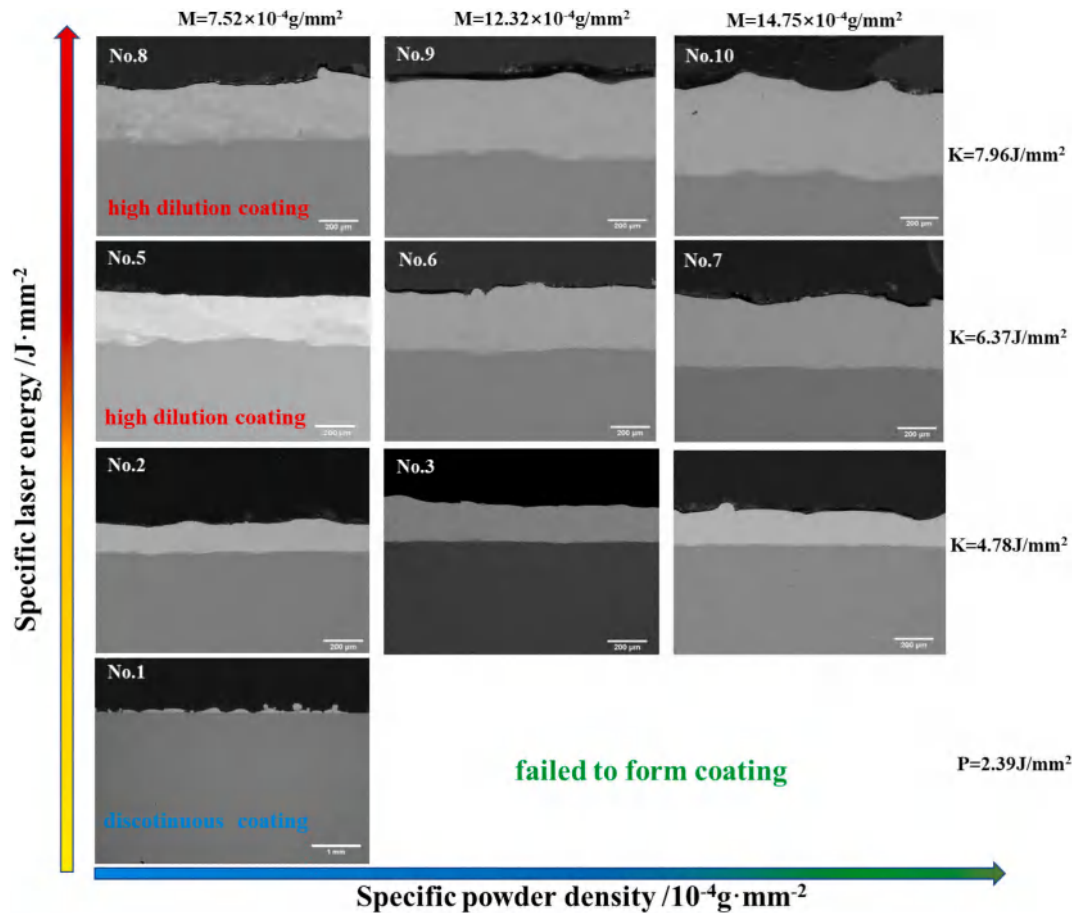 M=7.52×10⁻⁴g/mm² M=12.32×10⁻⁴g/mm² M=14.75×10⁻⁴g/mm²
No.8 No.9 No.10
K=7.96J/mm²
high dilution coating
200 μm 200 μm 200 μm
No.5 No.6 No.7
K=6.37J/mm²
high dilution coating
200 μm 200 μm 200 μm
No.2 No.3
K=4.78J/mm²
200 μm 200 μm 200 μm
No.1
failed to form coating P=2.39J/mm²
discotinuous coating
1 mm
Specific laser energy /J·mm⁻²
Specific powder density /10⁻⁴g·mm⁻²